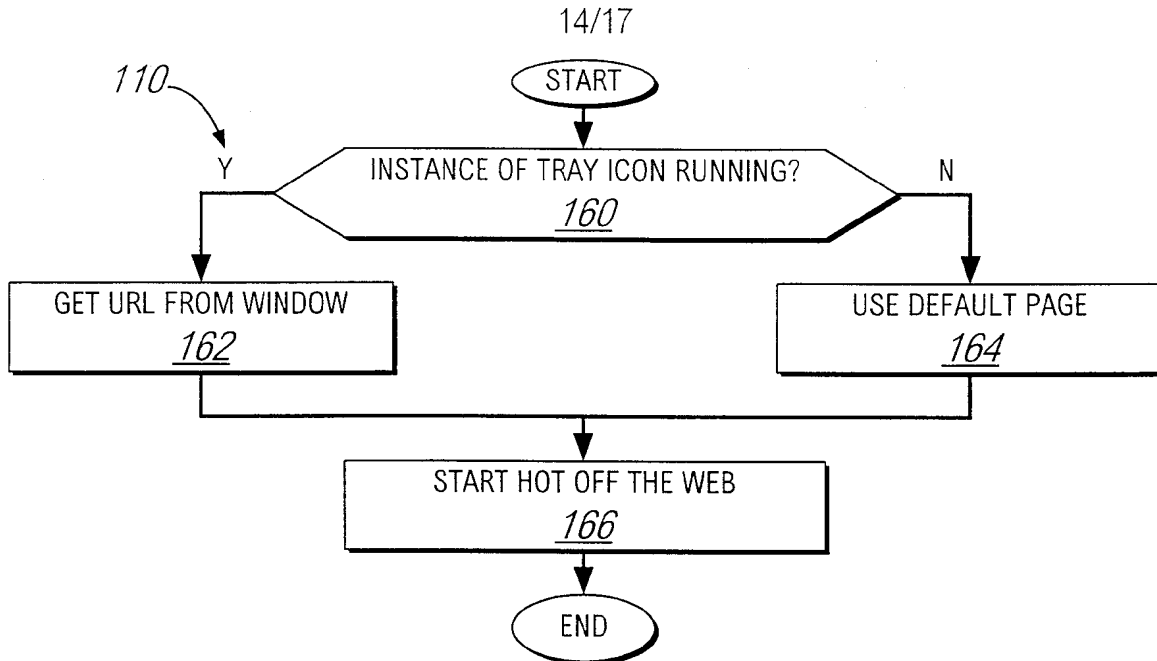 14/17
START
110
Y
INSTANCE OF TRAY ICON RUNNING?
N
160
GET URL FROM WINDOW
162
USE DEFAULT PAGE
164
START HOT OFF THE WEB
166
END